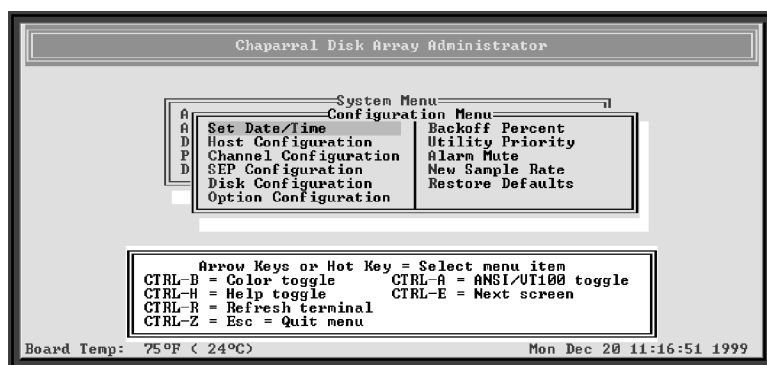 Chaparral Disk Array Administrator
System Menu
Configuration Menu
A
A
D
P
D
Set Date/Time
Host Configuration
Channel Configuration
SEP Configuration
Disk Configuration
Option Configuration
Backoff Percent
Utility Priority
Alarm Mute
New Sample Rate
Restore Defaults
Arrow Keys or Hot Key = Select menu item
CTRL-B = Color toggle CTRL-A = ANSI/VT100 toggle
CTRL-H = Help toggle CTRL-E = Next screen
CTRL-R = Refresh terminal
CTRL-Z = Esc = Quit menu
Board Temp: 75°F ( 24°C) Mon Dec 20 11:16:51 1999